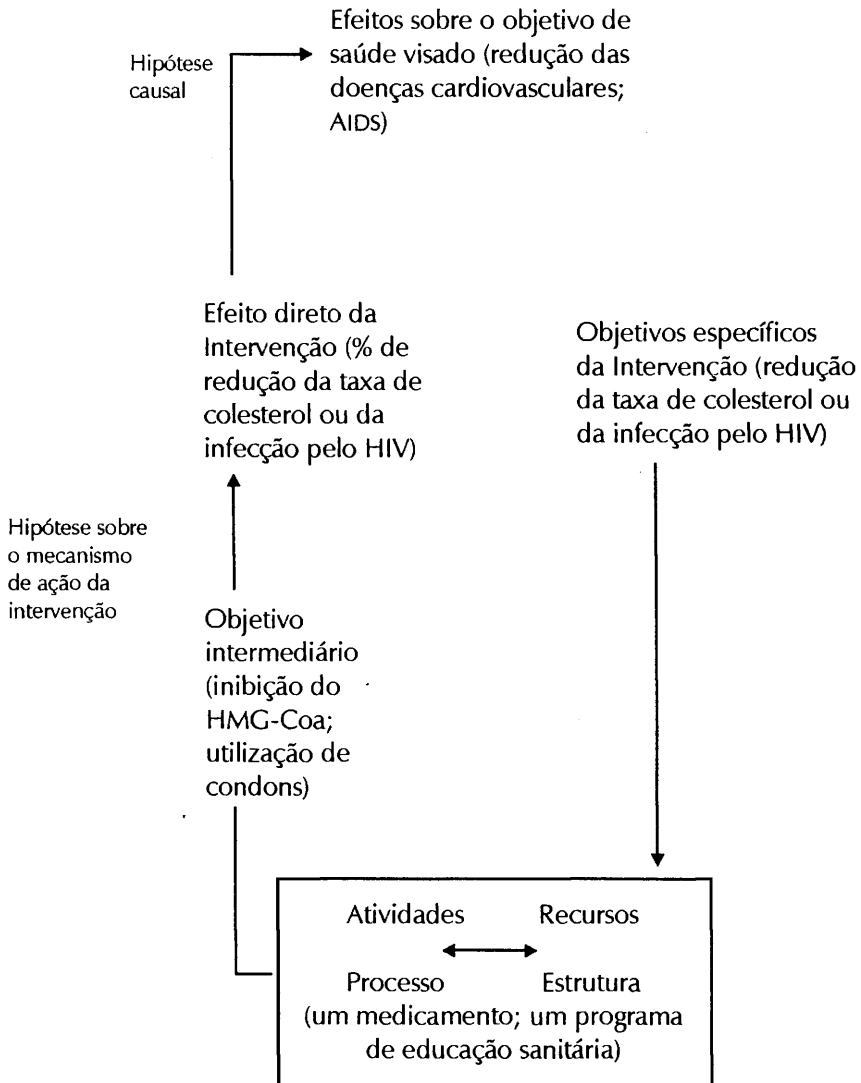 Efeitos sobre o objetivo de
saúde visado (redução das
doenças cardiovasculares;
AIDS)
Hipótese
causal
Efeito direto da
Intervenção (% de
redução da taxa de
colesterol ou da
infecção pelo HIV)
Objetivos específicos
da Intervenção (redução
da taxa de colesterol ou
da infecção pelo HIV)
Hipótese sobre
o mecanismo
de ação da
intervenção
Objetivo
intermediário
(inibição do
HMG-Coa;
utilização de
condons)
Atividades Recursos
Processo Estrutura
(um medicamento; um programa
de educação sanitária)